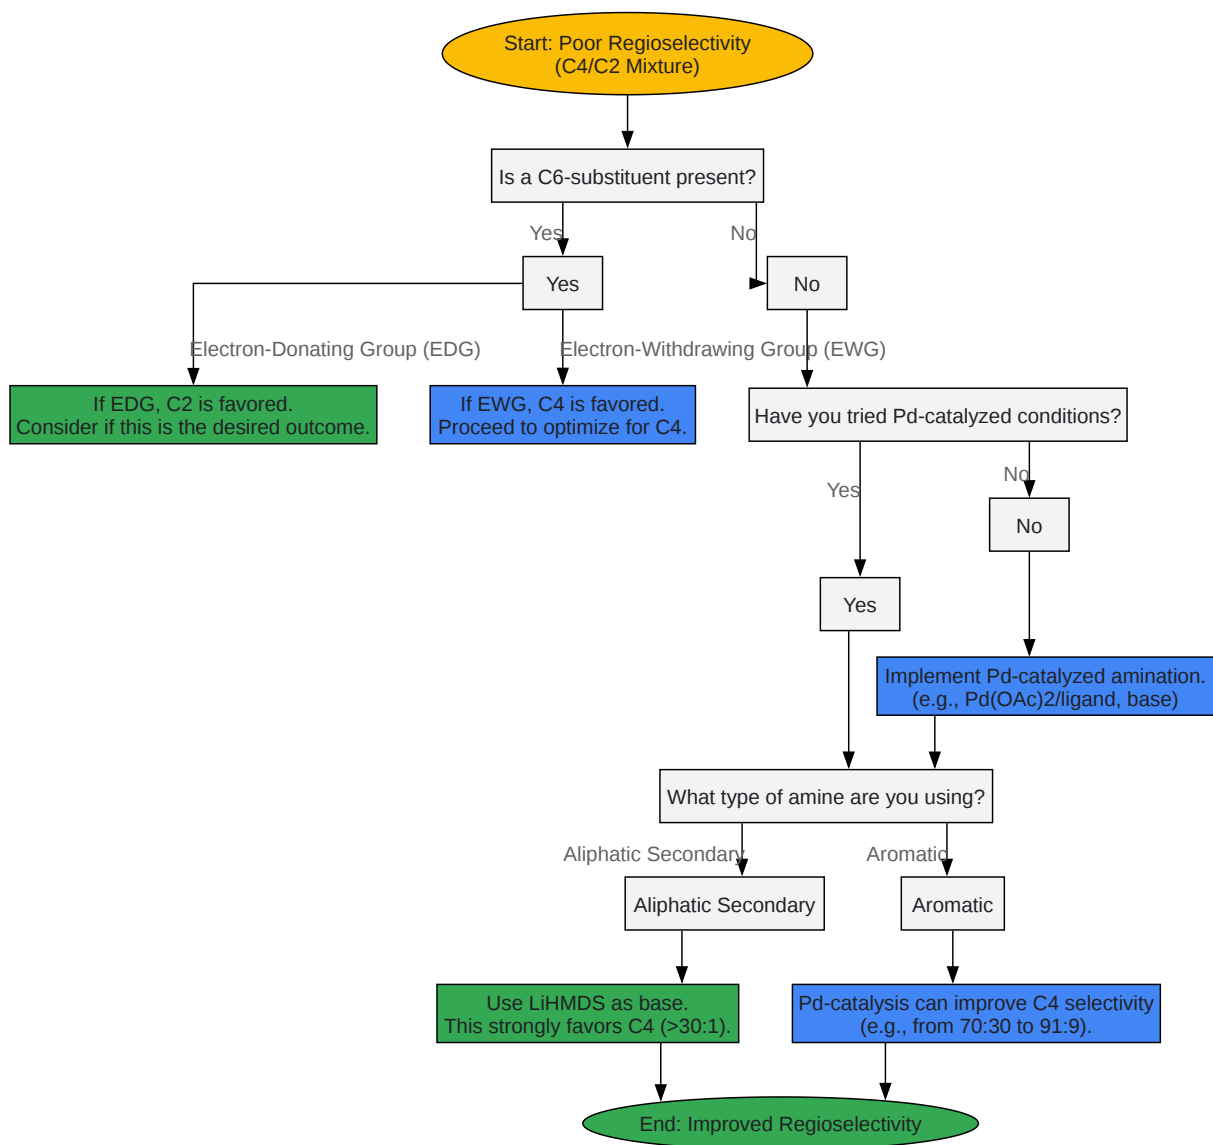 Start: Poor Regioselectivity
(C4/C2 Mixture)
Is a C6-substituent present?
Yes
No
Yes
No
Electron-Donating Group (EDG)
Electron-Withdrawing Group (EWG)
If EDG, C2 is favored.
Consider if this is the desired outcome.
If EWG, C4 is favored.
Proceed to optimize for C4.
Have you tried Pd-catalyzed conditions?
Yes
No
No
Yes
Implement Pd-catalyzed amination.
(e.g., Pd(OAc)2/ligand, base)
What type of amine are you using?
Aliphatic Secondary
Aromatic
Aliphatic Secondary
Aromatic
Use LiHMDS as base.
This strongly favors C4 (>30:1).
Pd-catalysis can improve C4 selectivity
(e.g., from 70:30 to 91:9).
End: Improved Regioselectivity